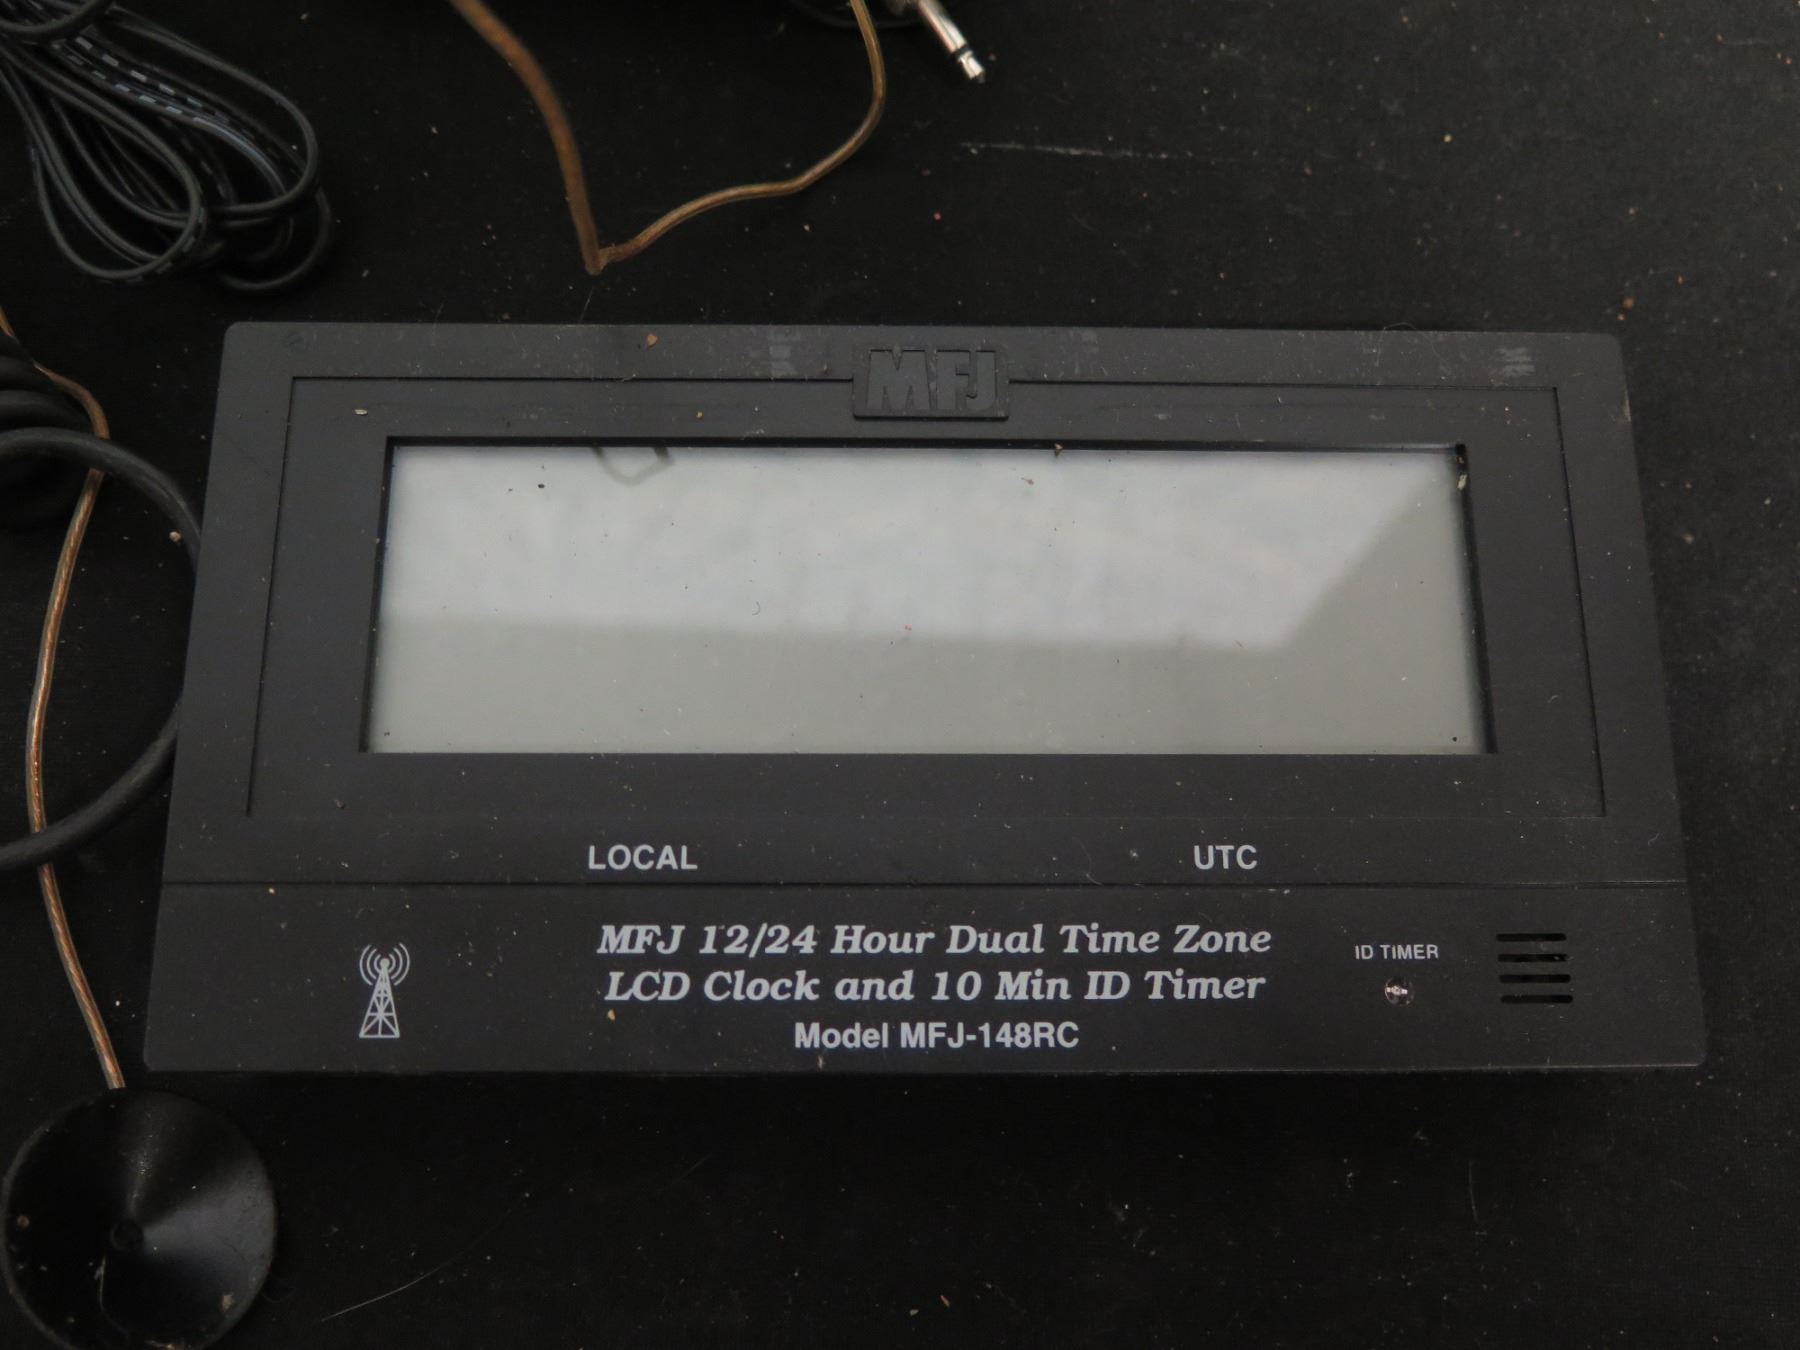 MFJ
LOCAL UTC
MFJ 12/24 Hour Dual Time Zone
LCD Clock and 10 Min ID Timer
ID TIMER
Model MFJ-148RC